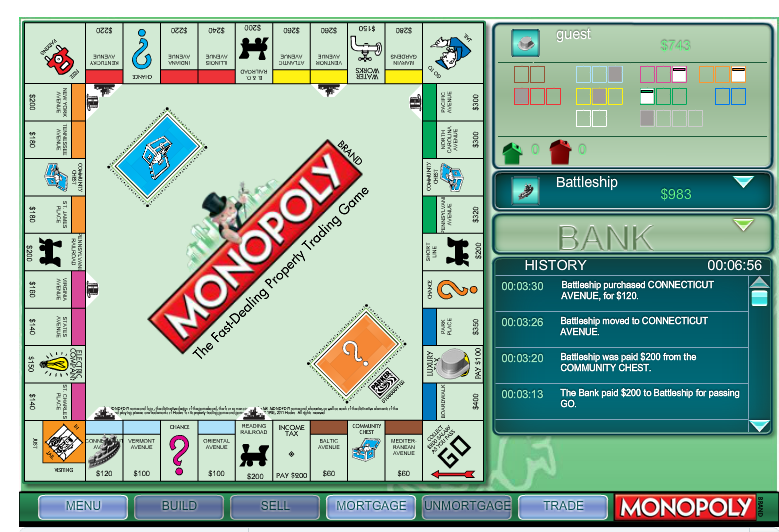 $220
KENTUCKY
AVENUE
CHANCE
$220
INDIANA
AVENUE
$240
ILLINOIS
AVENUE
$200
B. & O.
RAILROAD
$260
ATLANTIC
AVENUE
$260
VENTNOR
AVENUE
$150
WATER
WORKS
$280
MARVIN
GARDENS
FREE
PARKING
GO TO
JAIL
$200
NEW YORK
AVENUE
$180
TENNESSEE
AVENUE
COMMUNITY
CHEST
$180
ST. JAMES
PLACE
$200
PENNSYLVANIA
RAILROAD
$160
VIRGINIA
AVENUE
$140
STATES
AVENUE
$150
ELECTRIC
COMPANY
$140
ST. CHARLES
PLACE
PACIFIC
AVENUE
$300
NORTH
CAROLINA
AVENUE
$300
COMMUNITY
CHEST
PENNSYLVANIA
AVENUE
$320
SHORT
LINE
$200
CHANCE
PARK
PLACE
$350
LUXURY
TAX
PAY $100
BOARDWALK
$400
MONOPOLY
BRAND
The Fast-Dealing Property Trading Game
PARKER
BROTHERS
JUST
VISITING
IN
JAIL
$120
VERMONT
AVENUE
$100
CHANCE
ORIENTAL
AVENUE
$100
READING
RAILROAD
$200
INCOME
TAX
PAY $200
BALTIC
AVENUE
$60
COMMUNITY
CHEST
MEDITER-
RANEAN
AVENUE
$60
COLLECT
$200 SALARY
AS YOU PASS
GO
guest
$743
0
0
Battleship
$983
BANK
HISTORY 00:06:56
00:03:30 Battleship purchased CONNECTICUT
AVENUE, for $120.
00:03:26 Battleship moved to CONNECTICUT
AVENUE.
00:03:20 Battleship was paid $200 from the
COMMUNITY CHEST.
00:03:13 The Bank paid $200 to Battleship for passing
GO.
MENU BUILD SELL MORTGAGE UNMORTGAGE TRADE MONOPOLY BRAND